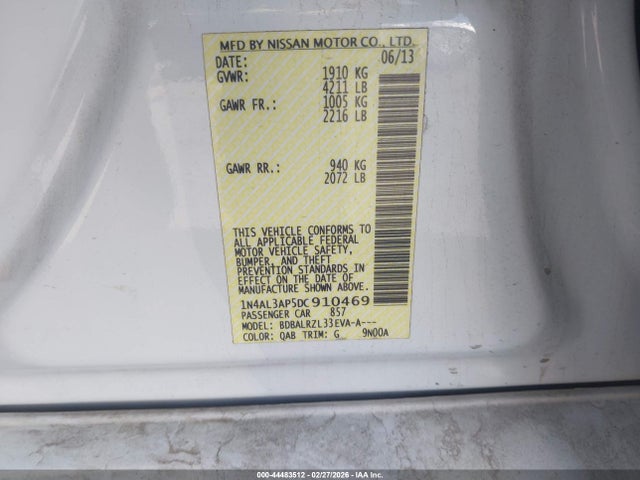 MFD BY NISSAN MOTOR CO., LTD.
DATE: 06/13
GVWR: 1910 KG
4211 LB
GAWR FR.: 1005 KG
2216 LB
GAWR RR.: 940 KG
2072 LB
THIS VEHICLE CONFORMS TO
ALL APPLICABLE FEDERAL
MOTOR VEHICLE SAFETY,
BUMPER, AND THEFT
PREVENTION STANDARDS IN
EFFECT ON THE DATE OF
MANUFACTURE SHOWN ABOVE.
1N4AL3AP5DC910469
PASSENGER CAR 857
MODEL: BDBALRZL33EVA-A---
COLOR: QAB TRIM: G 9N00A
000-44483512 - 02/27/2026 - IAA Inc.